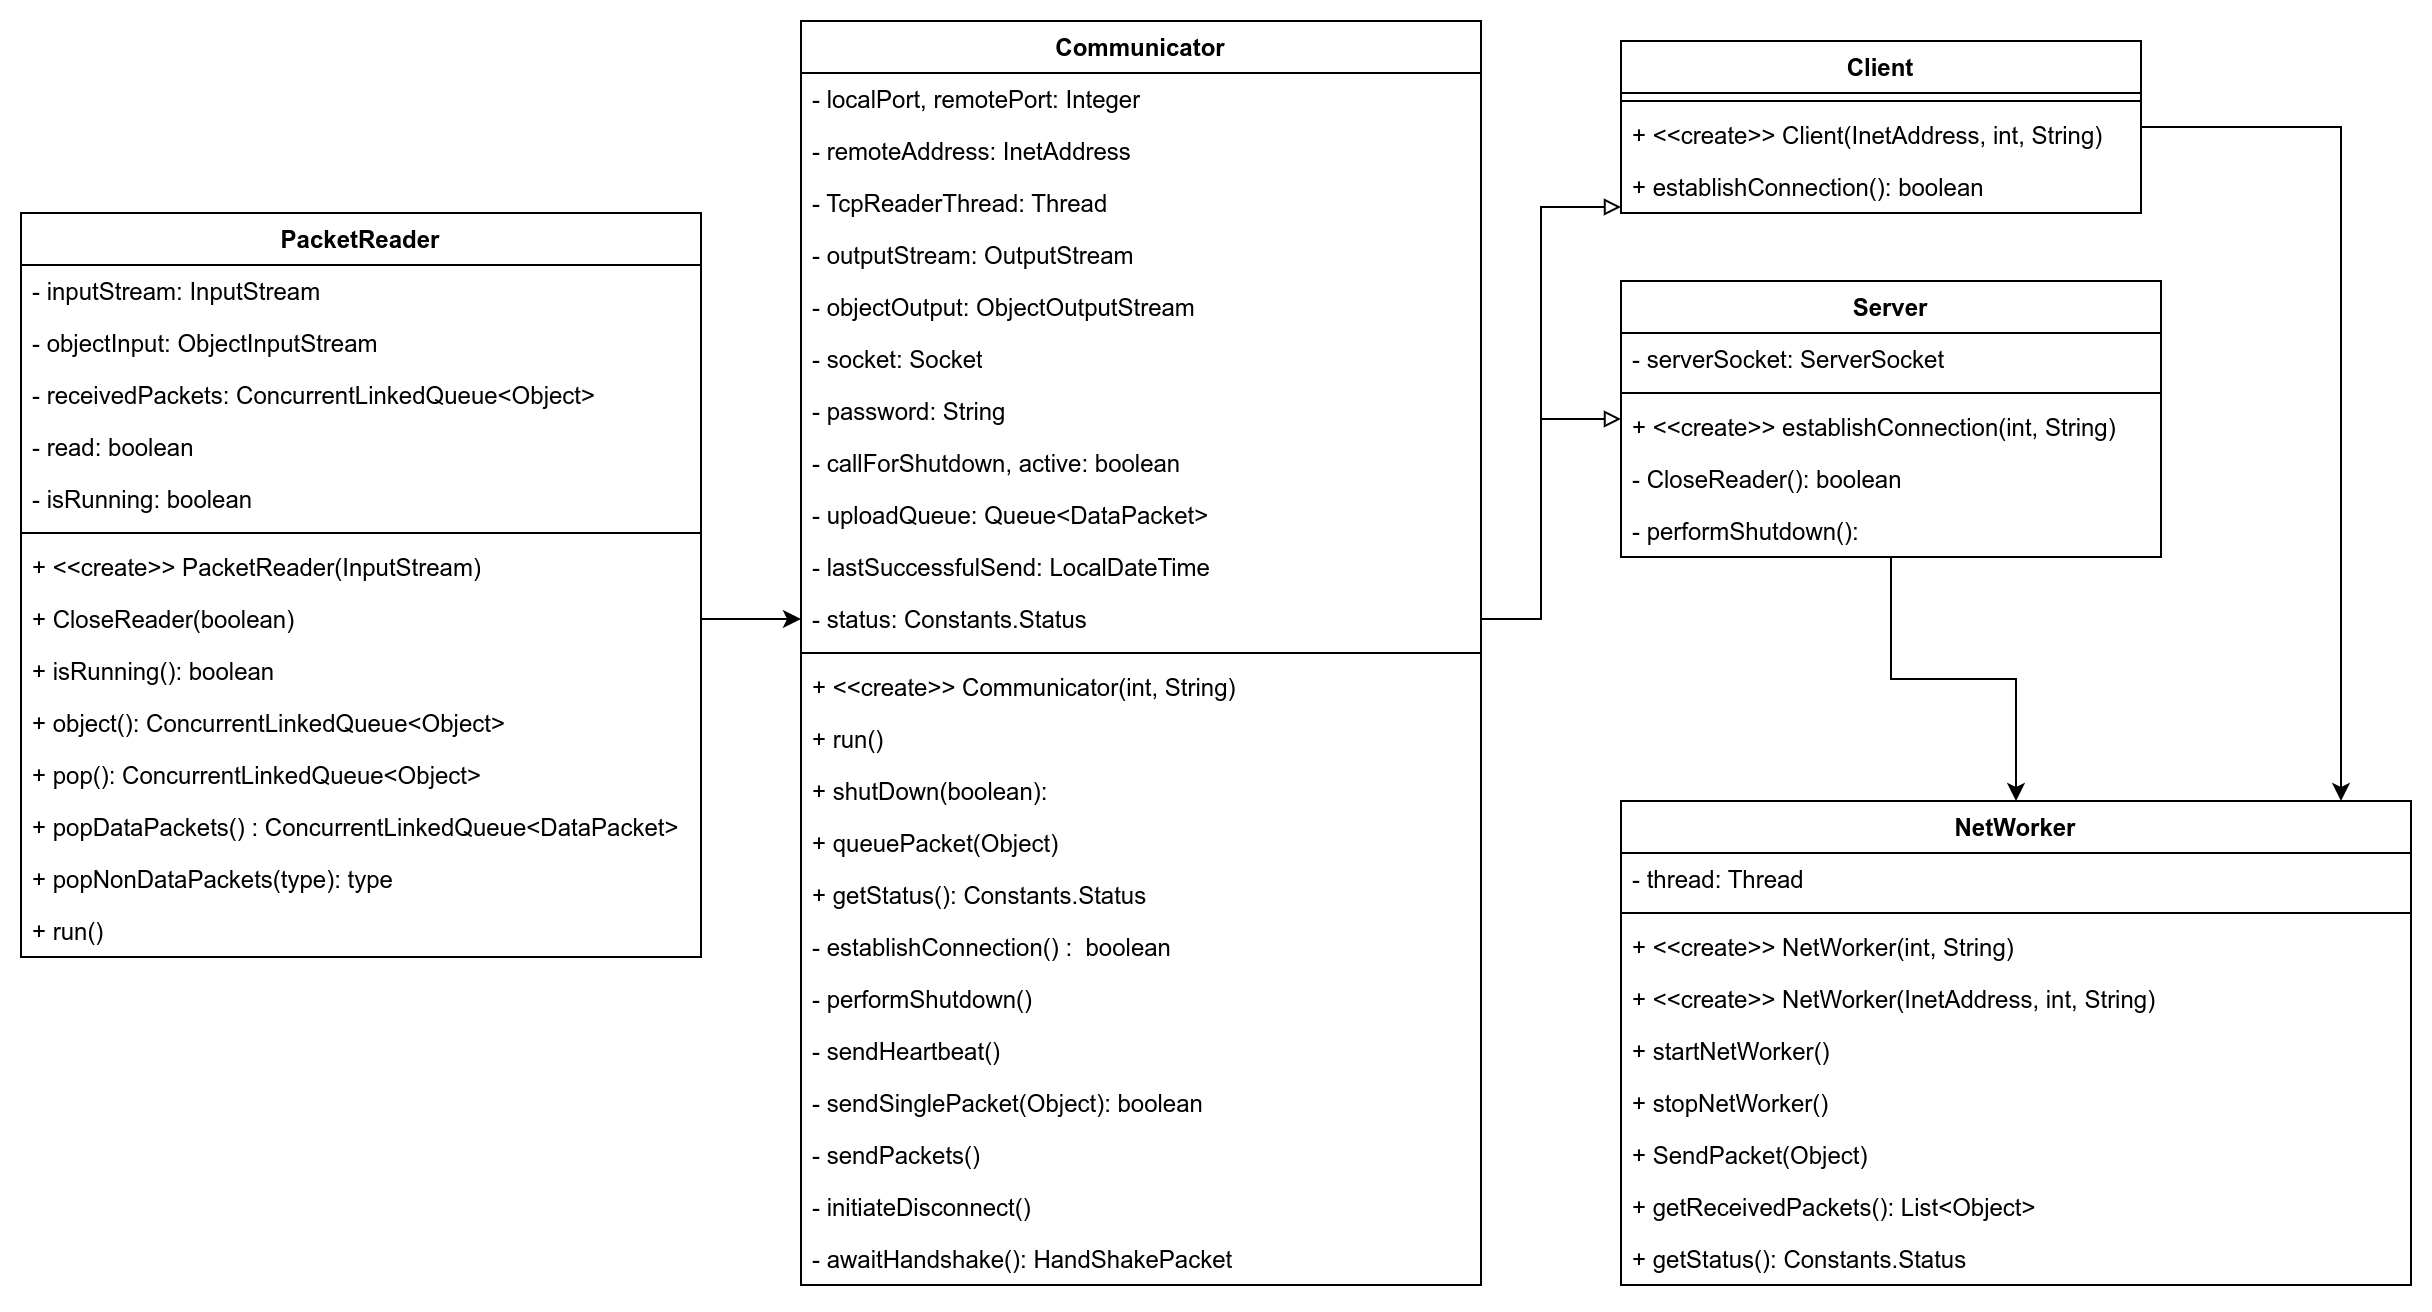 PacketReader
- inputStream: InputStream
- objectInput: ObjectInputStream
- receivedPackets: ConcurrentLinkedQueue<Object>
- read: boolean
- isRunning: boolean
+ <<create>> PacketReader(InputStream)
+ CloseReader(boolean)
+ isRunning(): boolean
+ object(): ConcurrentLinkedQueue<Object>
+ pop(): ConcurrentLinkedQueue<Object>
+ popDataPackets() : ConcurrentLinkedQueue<DataPacket>
+ popNonDataPackets(type): type
+ run()
Communicator
- localPort, remotePort: Integer
- remoteAddress: InetAddress
- TcpReaderThread: Thread
- outputStream: OutputStream
- objectOutput: ObjectOutputStream
- socket: Socket
- password: String
- callForShutdown, active: boolean
- uploadQueue: Queue<DataPacket>
- lastSuccessfulSend: LocalDateTime
- status: Constants.Status
+ <<create>> Communicator(int, String)
+ run()
+ shutDown(boolean):
+ queuePacket(Object)
+ getStatus(): Constants.Status
- establishConnection() :  boolean
- performShutdown()
- sendHeartbeat()
- sendSinglePacket(Object): boolean
- sendPackets()
- initiateDisconnect()
- awaitHandshake(): HandShakePacket
Client
+ <<create>> Client(InetAddress, int, String)
+ establishConnection(): boolean
Server
- serverSocket: ServerSocket
+ <<create>> establishConnection(int, String)
- CloseReader(): boolean
- performShutdown():
NetWorker
- thread: Thread
+ <<create>> NetWorker(int, String)
+ <<create>> NetWorker(InetAddress, int, String)
+ startNetWorker()
+ stopNetWorker()
+ SendPacket(Object)
+ getReceivedPackets(): List<Object>
+ getStatus(): Constants.Status